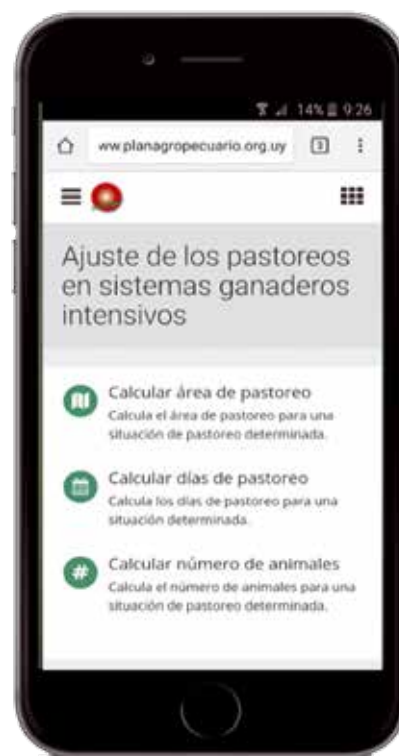 14% 9:26
ww.planagropecuario.org.uy 3
Ajuste de los pastoreos
en sistemas ganaderos
intensivos
Calcular área de pastoreo
Calcula el área de pastoreo para una
situación de pastoreo determinada.
Calcular días de pastoreo
Calcula los días de pastoreo para una
situación determinada.
#
Calcular número de animales
Calcula el número de animales para una
situación de pastoreo determinada.